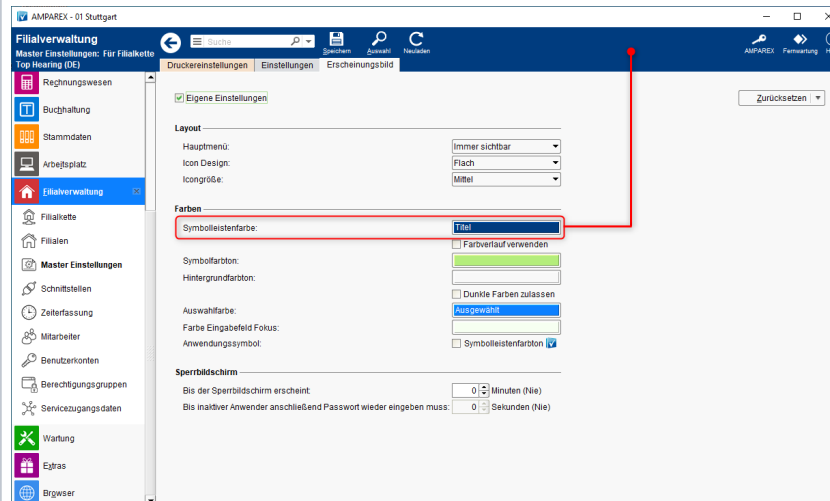 AMPAREX - 01 Stuttgart
Filialverwaltung
Master Einstellungen: Für Filialkette
Top Hearing (DE)
Suche
Speichern
Auswahl
Neuladen
AMPAREX
Fernwartung
Druckereinstellungen
Einstellungen
Erscheinungsbild
Rechnungswesen
Buchhaltung
Stammdaten
Arbeitsplatz
Filialverwaltung
Filialkette
Filialen
Master Einstellungen
Schnittstellen
Zeiterfassung
Mitarbeiter
Benutzerkonten
Berechtigungsgruppen
Servicezugangsdaten
Wartung
Extras
Browser
Eigene Einstellungen
Zurücksetzen
Layout
Hauptmenü: Immer sichtbar
Icon Design: Flach
Icongröße: Mittel
Farben
Symbolleistenfarbe: Titel
Farbverlauf verwenden
Symbolfarbton:
Hintergrundfarbton:
Dunkle Farben zulassen
Auswahlfarbe: Ausgewählt
Farbe Eingabefeld Fokus:
Anwendungssymbol: Symbolleistenfarbton
Sperrbildschirm
Bis der Sperrbildschirm erscheint: 0 Minuten (Nie)
Bis inaktiver Anwender anschließend Passwort wieder eingeben muss: 0 Sekunden (Nie)